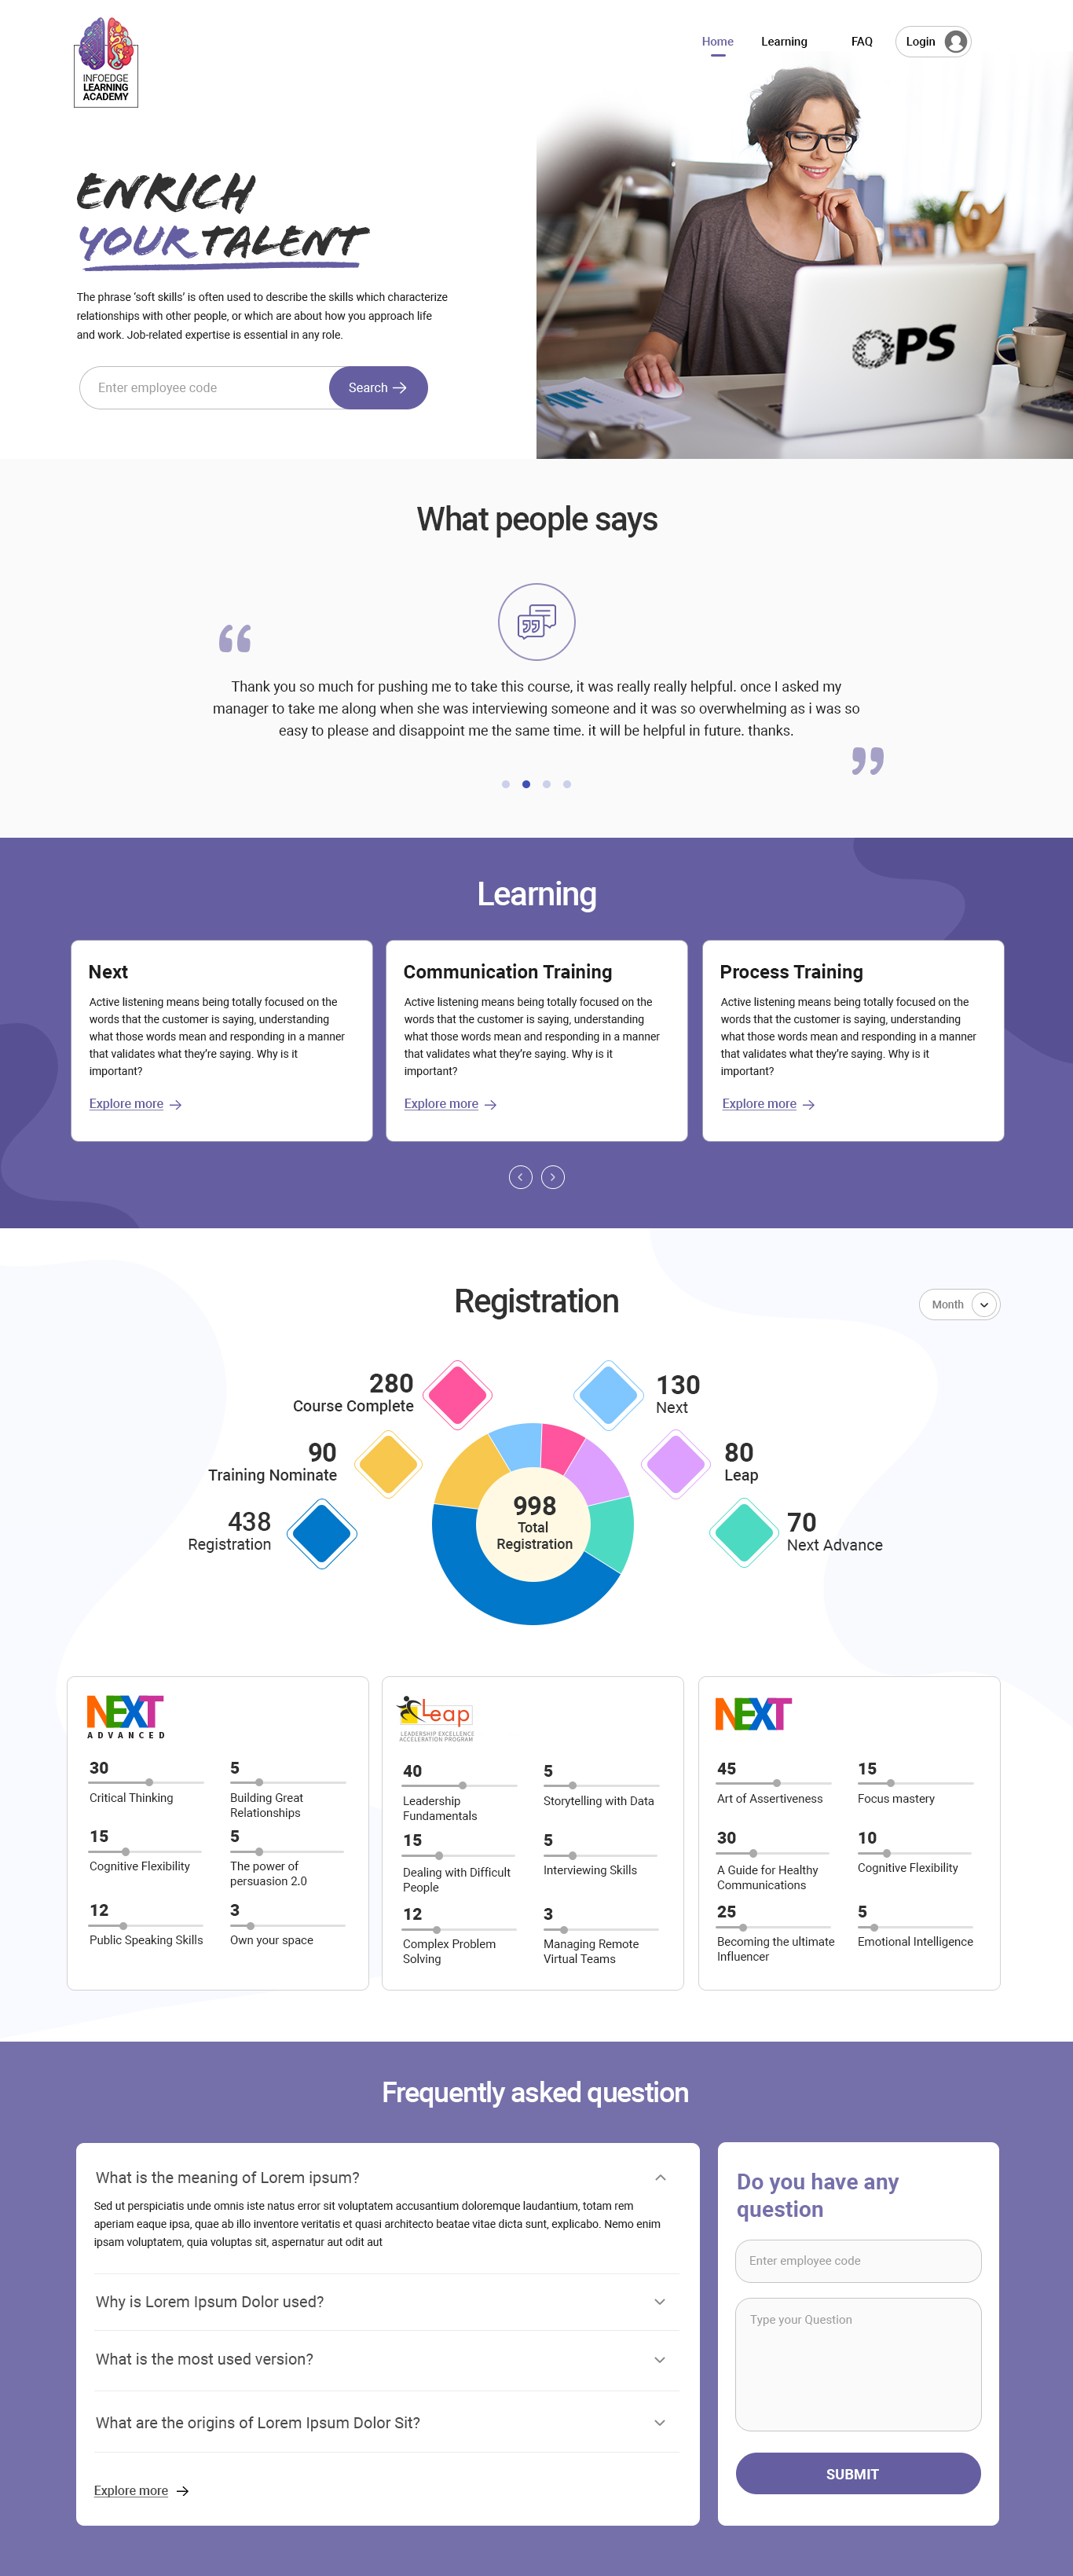 INFOEDGE
LEARNING
ACADEMY
Home
Learning
FAQ
Login
ENRICH
YOUR TALENT
The phrase ‘soft skills’ is often used to describe the skills which characterize
relationships with other people, or which are about how you approach life
and work. Job-related expertise is essential in any role.
Enter employee code
Search
OPS
What people says
Thank you so much for pushing me to take this course, it was really really helpful. once I asked my
manager to take me along when she was interviewing someone and it was so overwhelming as i was so
easy to please and disappoint me the same time. it will be helpful in future. thanks.
Learning
Next
Active listening means being totally focused on the
words that the customer is saying, understanding
what those words mean and responding in a manner
that validates what they’re saying. Why is it
important?
Explore more
Communication Training
Active listening means being totally focused on the
words that the customer is saying, understanding
what those words mean and responding in a manner
that validates what they’re saying. Why is it
important?
Explore more
Process Training
Active listening means being totally focused on the
words that the customer is saying, understanding
what those words mean and responding in a manner
that validates what they’re saying. Why is it
important?
Explore more
Registration
Month
280
Course Complete
90
Training Nominate
438
Registration
998
Total
Registration
130
Next
80
Leap
70
Next Advance
NEXT
ADVANCED
30
Critical Thinking
5
Building Great
Relationships
15
Cognitive Flexibility
5
The power of
persuasion 2.0
12
Public Speaking Skills
3
Own your space
Leap
LEADERSHIP EXCELLENCE
ACCELERATION PROGRAM
40
Leadership
Fundamentals
5
Storytelling with Data
15
Dealing with Difficult
People
5
Interviewing Skills
12
Complex Problem
Solving
3
Managing Remote
Virtual Teams
NEXT
45
Art of Assertiveness
15
Focus mastery
30
A Guide for Healthy
Communications
10
Cognitive Flexibility
25
Becoming the ultimate
Influencer
5
Emotional Intelligence
Frequently asked question
What is the meaning of Lorem ipsum?
Sed ut perspiciatis unde omnis iste natus error sit voluptatem accusantium doloremque laudantium, totam rem
aperiam eaque ipsa, quae ab illo inventore veritatis et quasi architecto beatae vitae dicta sunt, explicabo. Nemo enim
ipsam voluptatem, quia voluptas sit, aspernatur aut odit aut
Why is Lorem Ipsum Dolor used?
What is the most used version?
What are the origins of Lorem Ipsum Dolor Sit?
Explore more
Do you have any
question
Enter employee code
Type your Question
SUBMIT